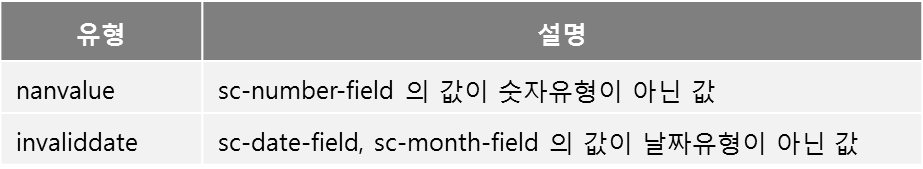 유형 설명
nanvalue sc-number-field 의 값이 숫자유형이 아닌 값
invaliddate sc-date-field, sc-month-field 의 값이 날짜유형이 아닌 값